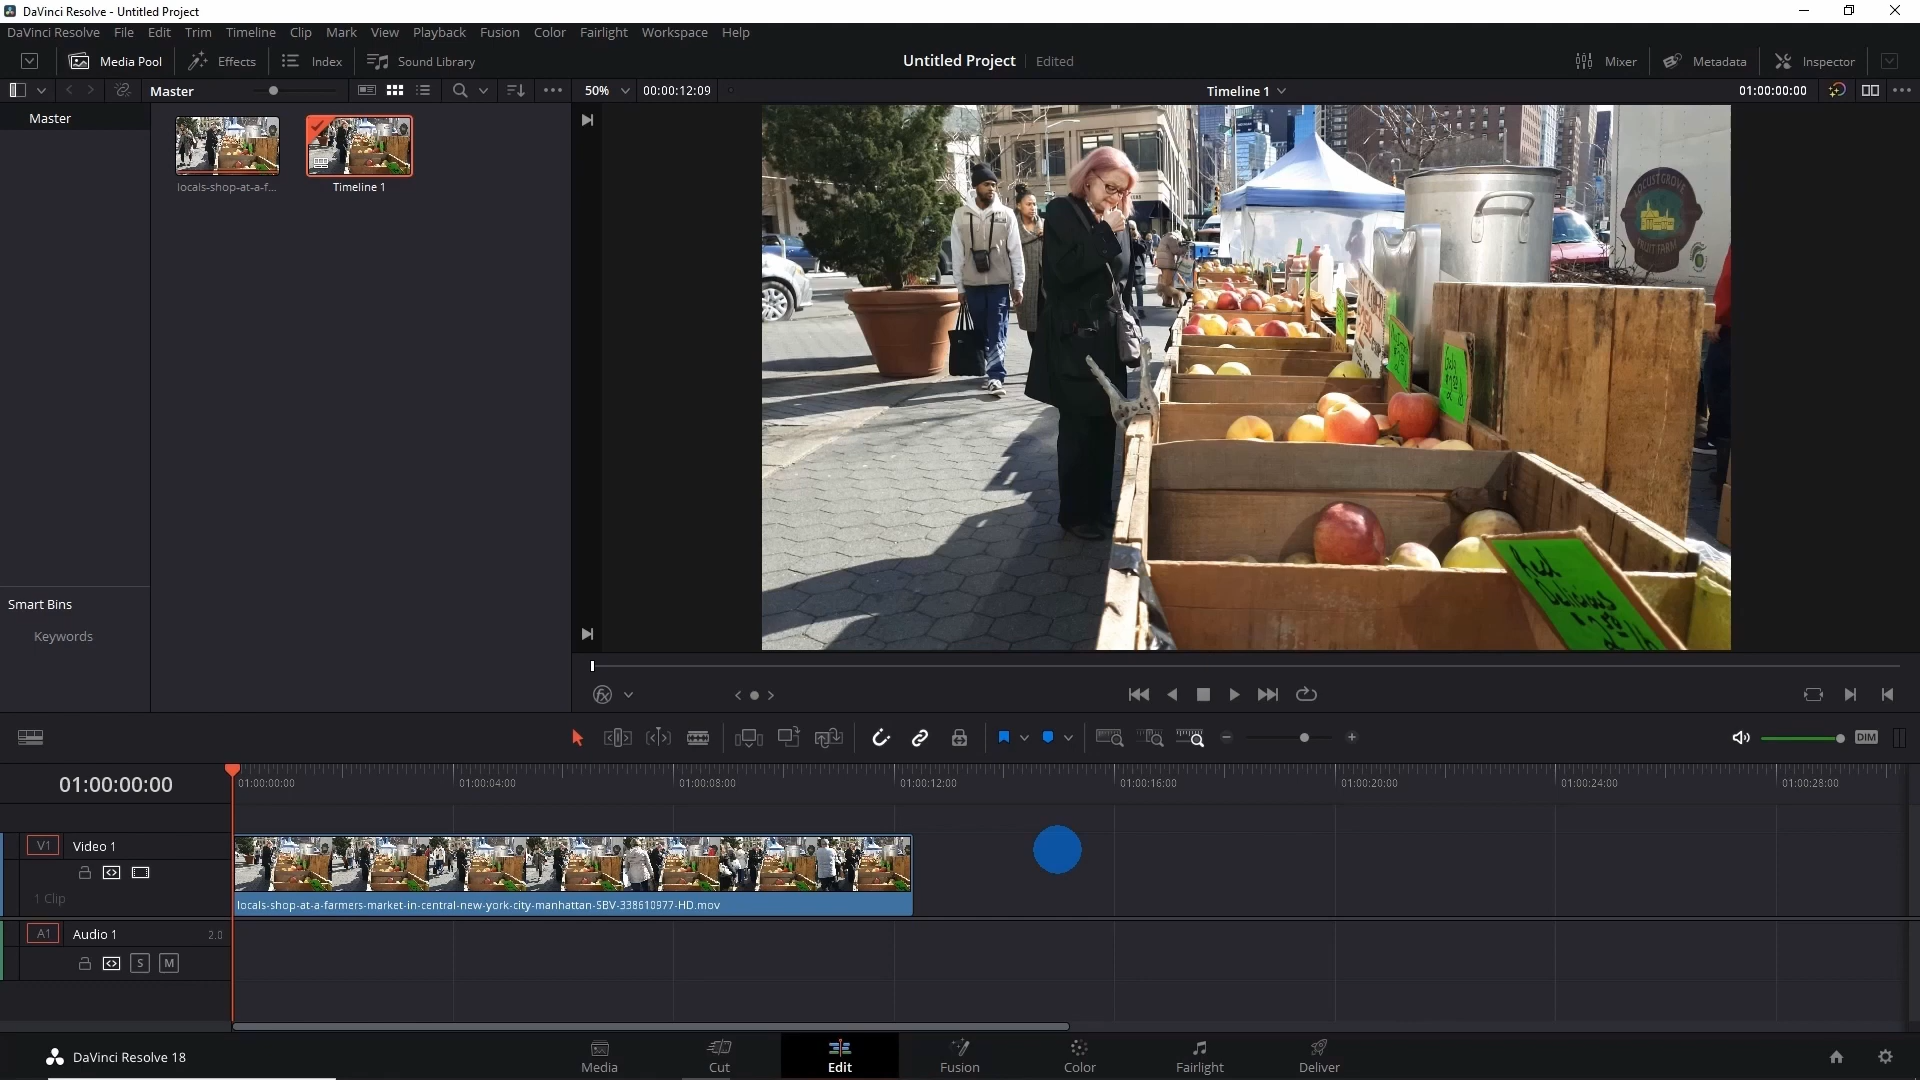 DaVinci Resolve - Untitled Project
DaVinci Resolve File Edit Trim Timeline Clip Mark View Playback Fusion Color Fairlight Workspace Help
Media Pool Effects Index Sound Library Untitled Project Edited Mixer Metadata Inspector
Master 50% 00:00:12:09 Timeline 1 01:00:00:00
Master
locals-shop-at-a-f... Timeline 1
LOCUST GROVE
FRUIT FARM
Red
Delicious
Smart Bins
Keywords
DIM
01:00:00:00 01:00:00:00 01:00:04:00 01:00:08:00 01:00:12:00 01:00:16:00 01:00:20:00 01:00:24:00 01:00:28:00
V1 Video 1
1 Clip
locals-shop-at-a-farmers-market-in-central-new-york-city-manhattan-SBV-338610977-HD.mov
A1 Audio 1 2.0
S M
DaVinci Resolve 18 Media Cut Edit Fusion Color Fairlight Deliver